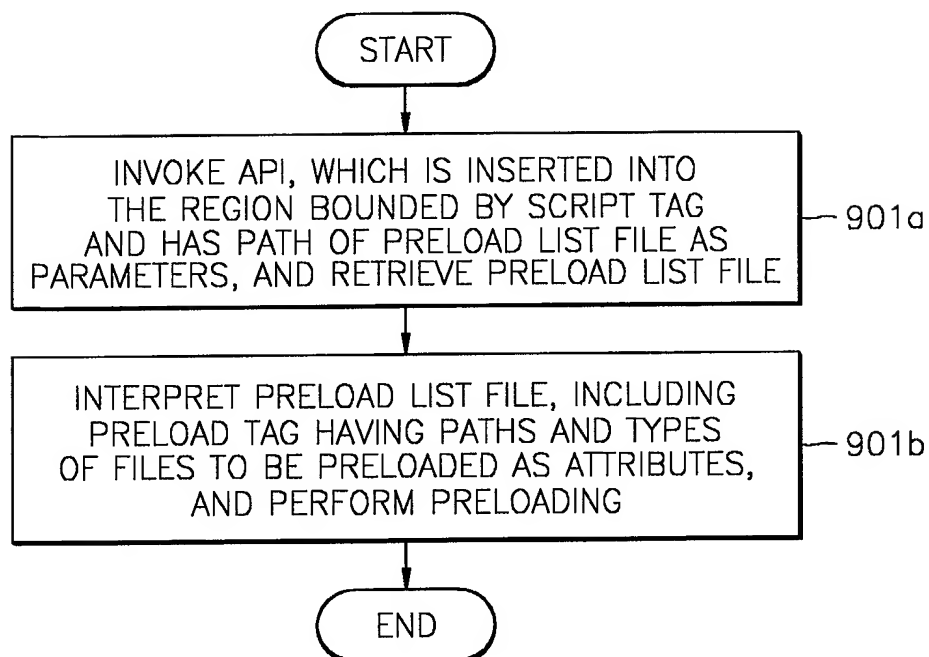 START
INVOKE API, WHICH IS INSERTED INTO
THE REGION BOUNDED BY SCRIPT TAG
AND HAS PATH OF PRELOAD LIST FILE AS
PARAMETERS, AND RETRIEVE PRELOAD LIST FILE
901a
INTERPRET PRELOAD LIST FILE, INCLUDING
PRELOAD TAG HAVING PATHS AND TYPES
OF FILES TO BE PRELOADED AS ATTRIBUTES,
AND PERFORM PRELOADING
901b
END